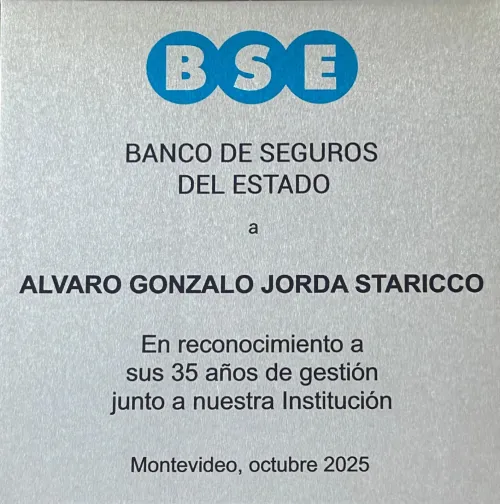 BSE
BANCO DE SEGUROS
DEL ESTADO
a
ALVARO GONZALO JORDA STARICCO
En reconocimiento a
sus 35 años de gestión
junto a nuestra Institución
Montevideo, octubre 2025